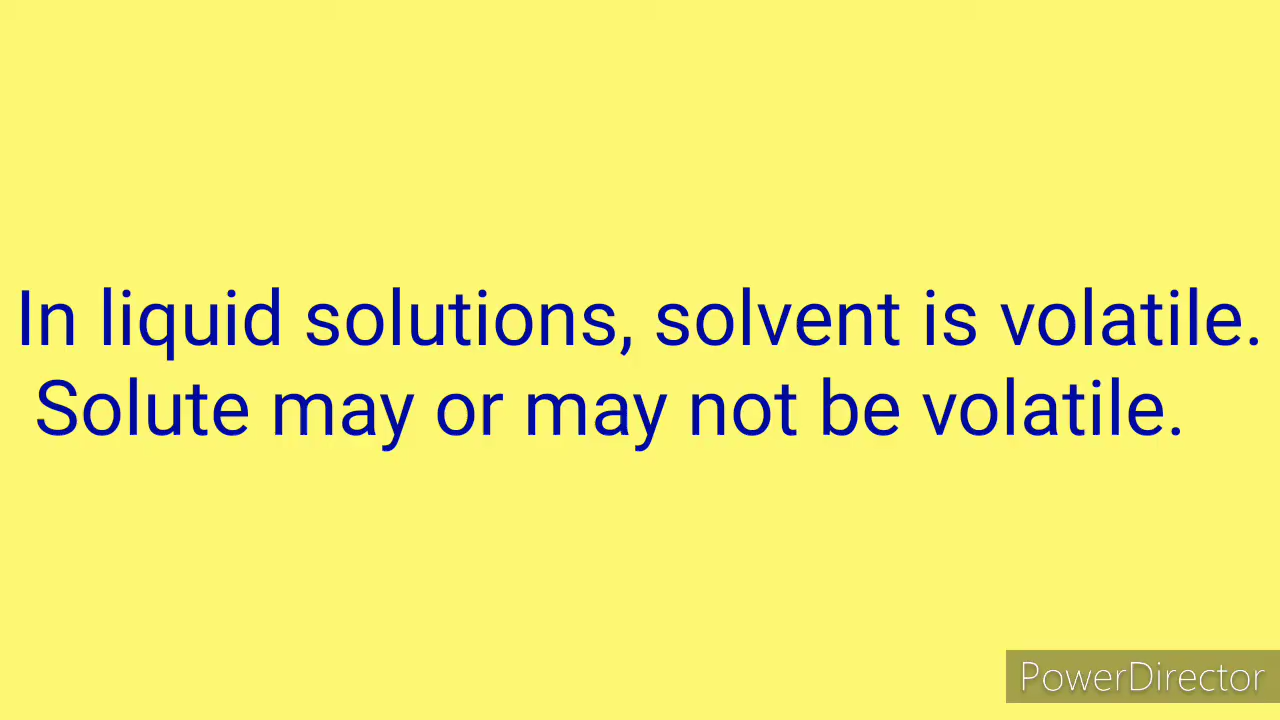 In liquid solutions, solvent is volatile.
Solute may or may not be volatile.
PowerDirector